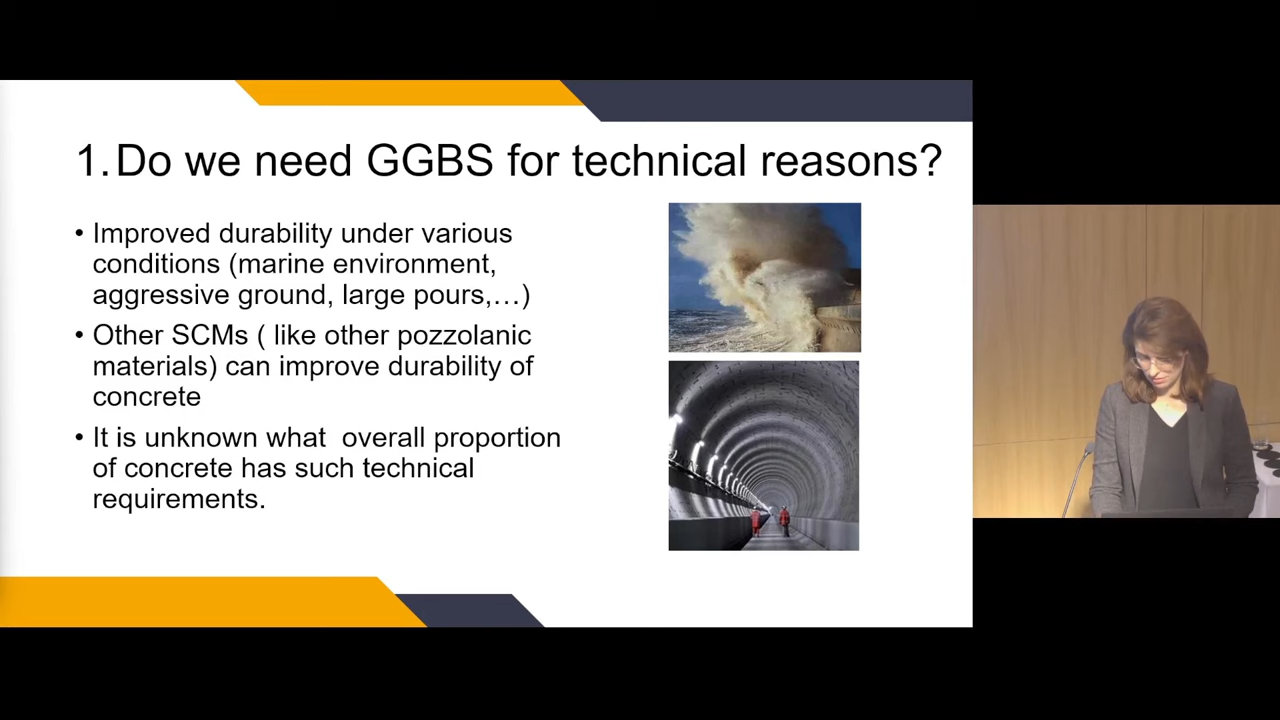 1. Do we need GGBS for technical reasons?
• Improved durability under various
conditions (marine environment,
aggressive ground, large pours,…)
• Other SCMs ( like other pozzolanic
materials) can improve durability of
concrete
• It is unknown what  overall proportion
of concrete has such technical
requirements.